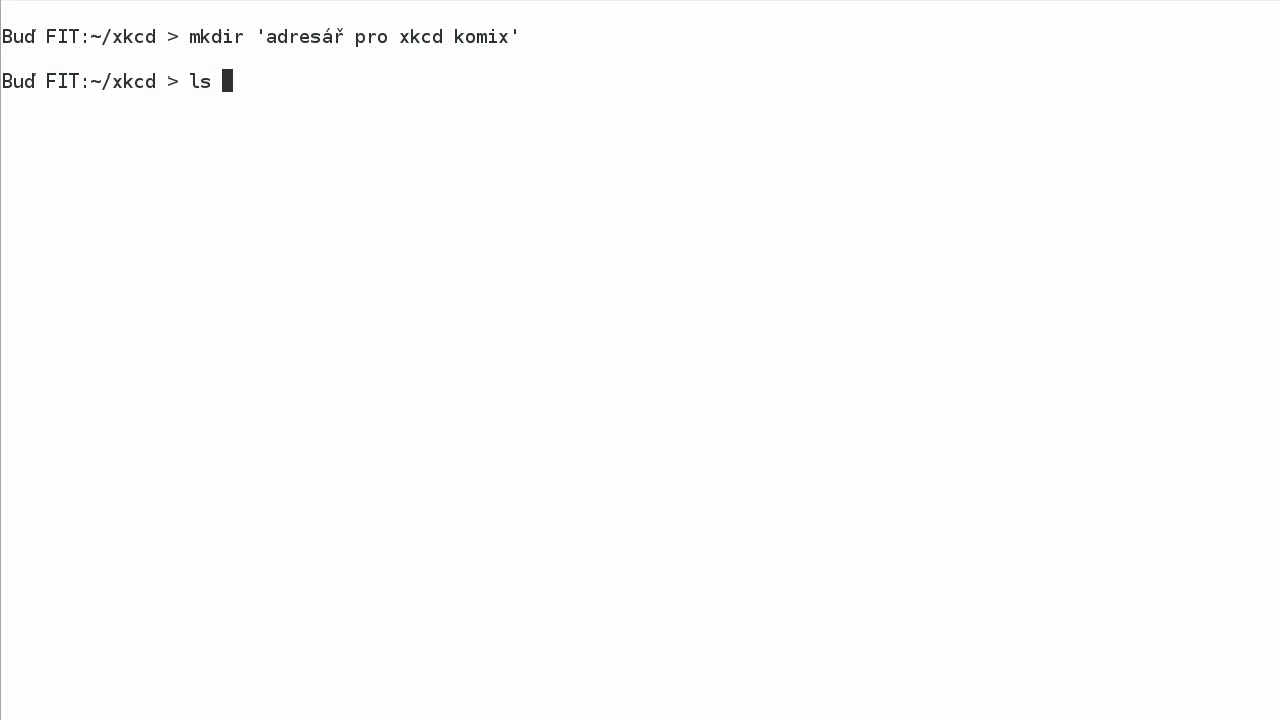 Buď FIT:~/xkcd > mkdir 'adresář pro xkcd komix'
Buď FIT:~/xkcd > ls